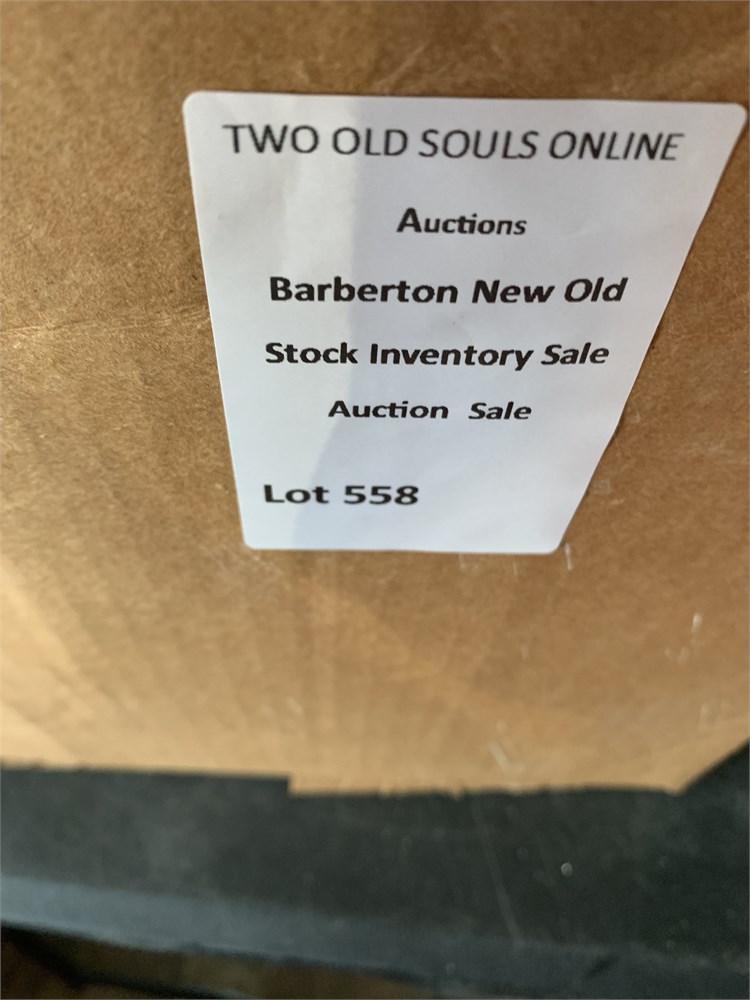 TWO OLD SOULS ONLINE
Auctions
Barberton New Old
Stock Inventory Sale
Auction Sale
Lot 558